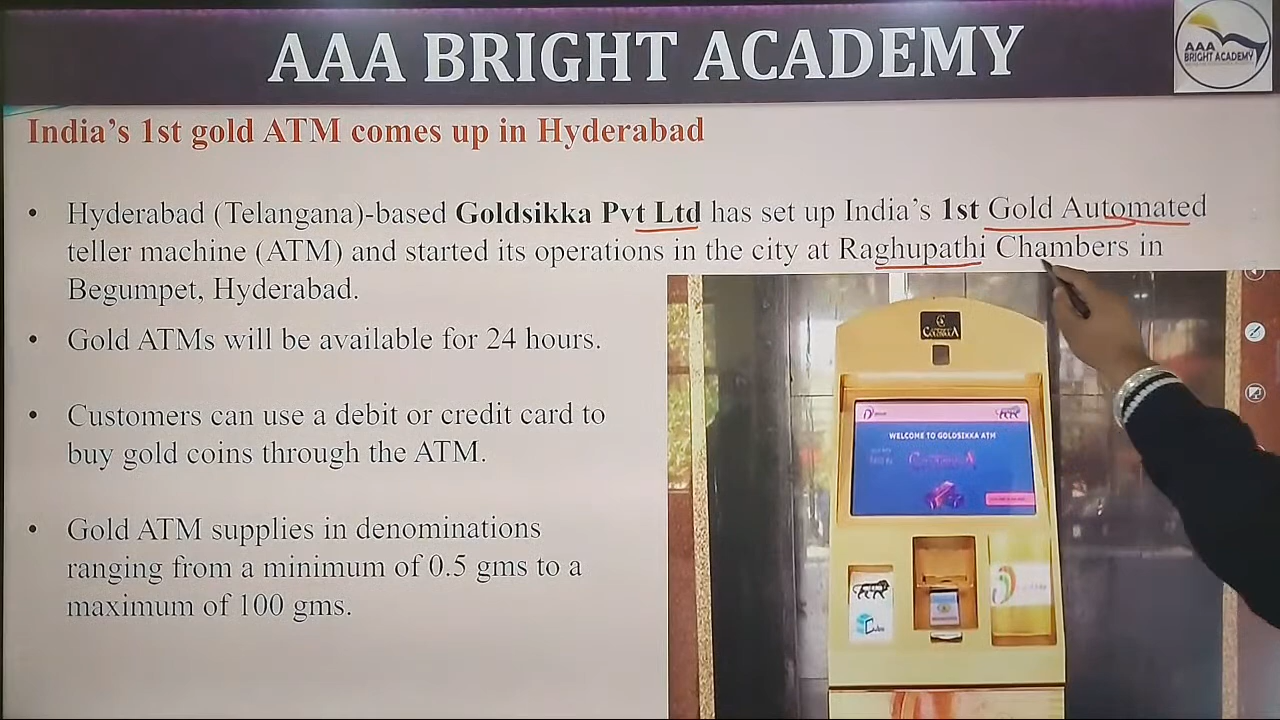 AAA BRIGHT ACADEMY
AAA
BRIGHT ACADEMY
India's 1st gold ATM comes up in Hyderabad
• Hyderabad (Telangana)-based Goldsikka Pvt Ltd has set up India's 1st Gold Automated
teller machine (ATM) and started its operations in the city at Raghupathi Chambers in
Begumpet, Hyderabad.
• Gold ATMs will be available for 24 hours.
• Customers can use a debit or credit card to
buy gold coins through the ATM.
• Gold ATM supplies in denominations
ranging from a minimum of 0.5 gms to a
maximum of 100 gms.
GOLDSIKKA
WELCOME TO GOLDSIKKA ATM